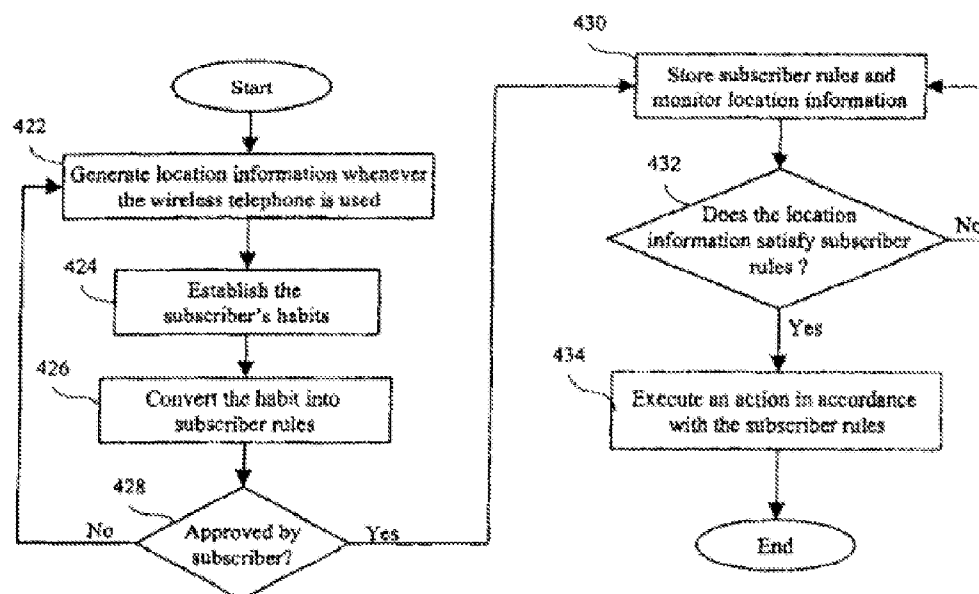 Start
422
Generate location information whenever
the wireless telephone is used
424
Establish the
subscriber's habits
426
Convert the habit into
subscriber rules
428
Approved by
subscriber?
No
Yes
430
Store subscriber rules and
monitor location information
432
Does the location
information satisfy subscriber
rules ?
No
Yes
434
Execute an action in accordance
with the subscriber rules
End